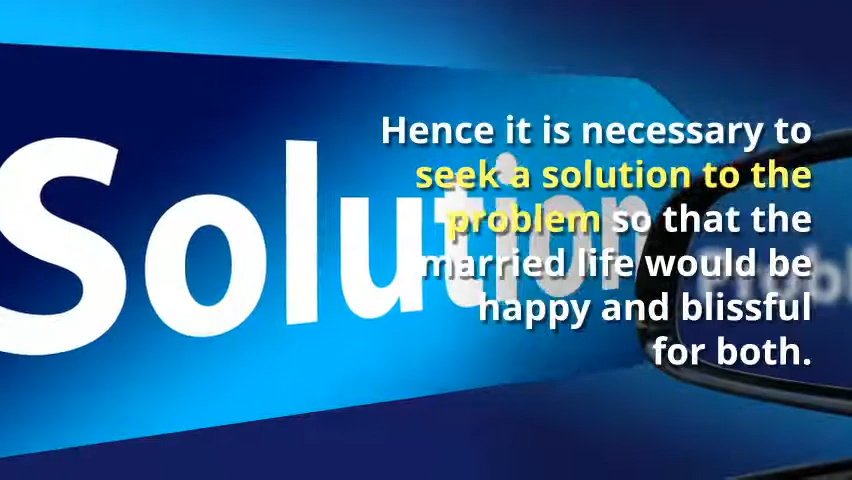 Solution
Hence it is necessary to
seek a solution to the
problem so that the
married life would be
happy and blissful
for both.